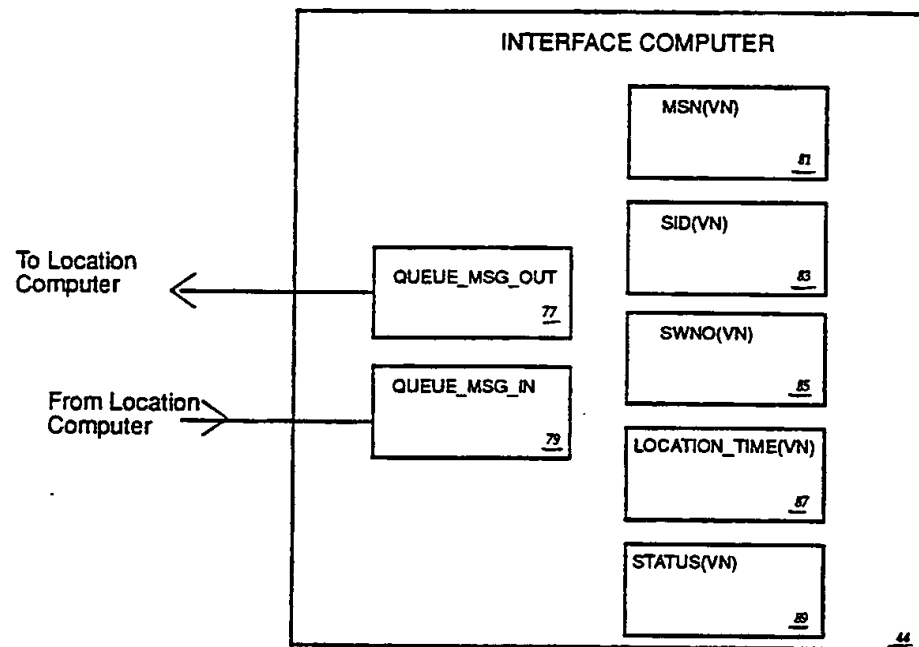 INTERFACE COMPUTER
MSN(VN)
81
SID(VN)
83
To Location
Computer
QUEUE_MSG_OUT
77
SWNO(VN)
85
From Location
Computer
QUEUE_MSG_IN
79
LOCATION_TIME(VN)
87
STATUS(VN)
89
44